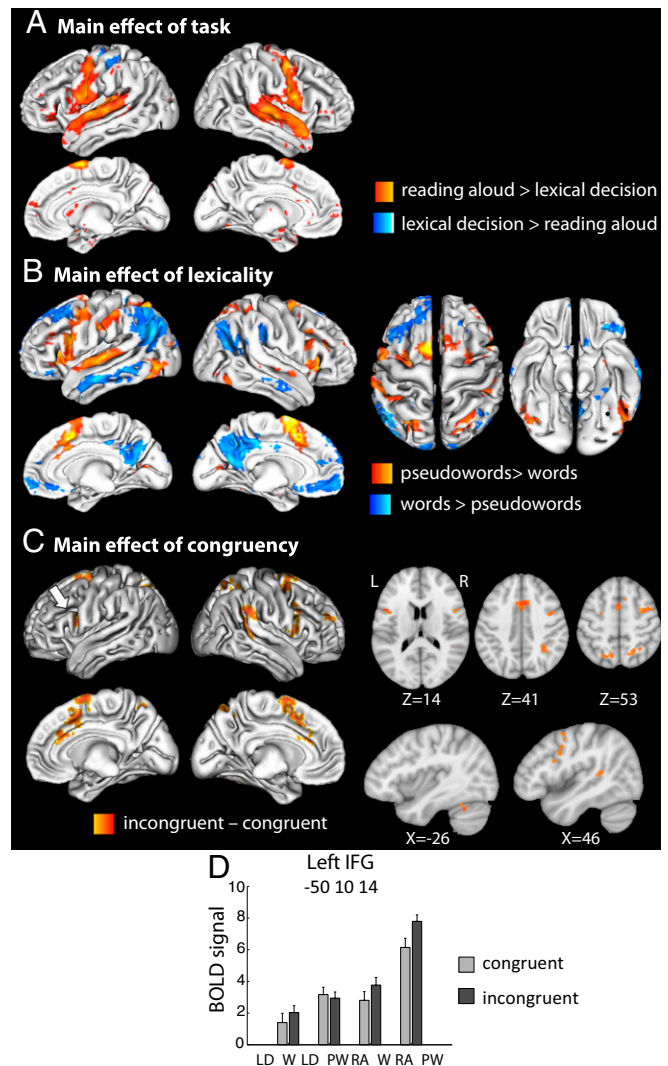 A Main effect of task
reading aloud > lexical decision
lexical decision > reading aloud
B Main effect of lexicality
pseudowords> words
words > pseudowords
C Main effect of congruency
L R
Z=14 Z=41 Z=53
incongruent – congruent
X=-26 X=46
D Left IFG
-50 10 14
10
8
6
4
2
0
BOLD signal
congruent
incongruent
LD W LD PW RA W RA PW